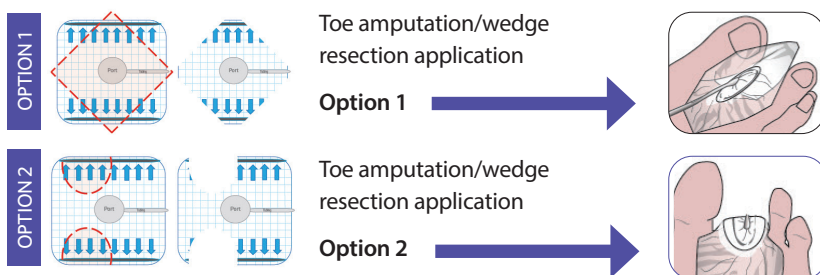 OPTION 1
Port
Toe amputation/wedge
resection application
Option 1
OPTION 2
Port
Port
Toe amputation/wedge
resection application
Option 2